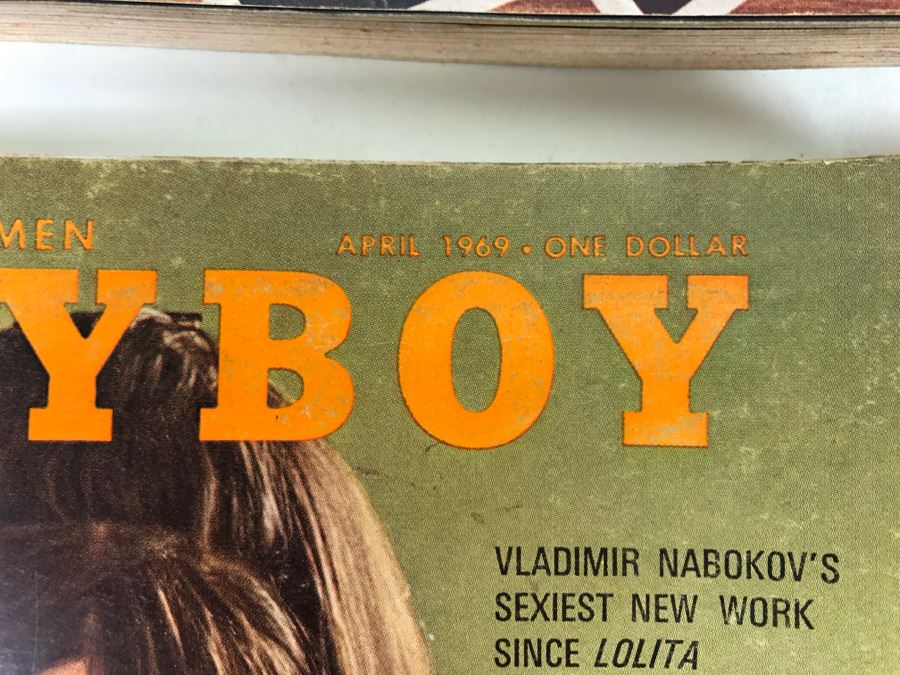 MEN
APRIL 1969 • ONE DOLLAR
YBOY
VLADIMIR NABOKOV'S
SEXIEST NEW WORK
SINCE LOLITA